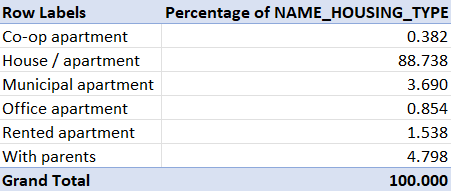 Row Labels Percentage of NAME_HOUSING_TYPE
Co-op apartment 0.382
House / apartment 88.738
Municipal apartment 3.690
Office apartment 0.854
Rented apartment 1.538
With parents 4.798
Grand Total 100.000